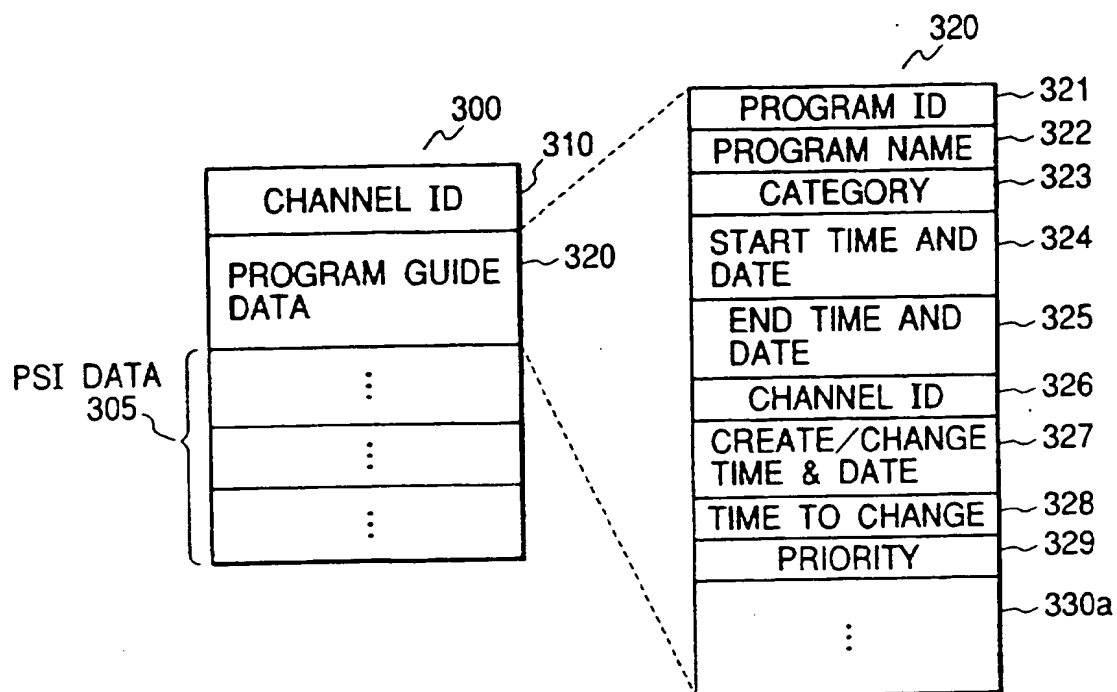 300
310
CHANNEL ID
PROGRAM GUIDE
DATA
320
PSI DATA
305
⋮
⋮
⋮
320
PROGRAM ID
321
PROGRAM NAME
322
CATEGORY
323
START TIME AND
DATE
324
END TIME AND
DATE
325
CHANNEL ID
326
CREATE/CHANGE
TIME & DATE
327
TIME TO CHANGE
328
PRIORITY
329
⋮
330a